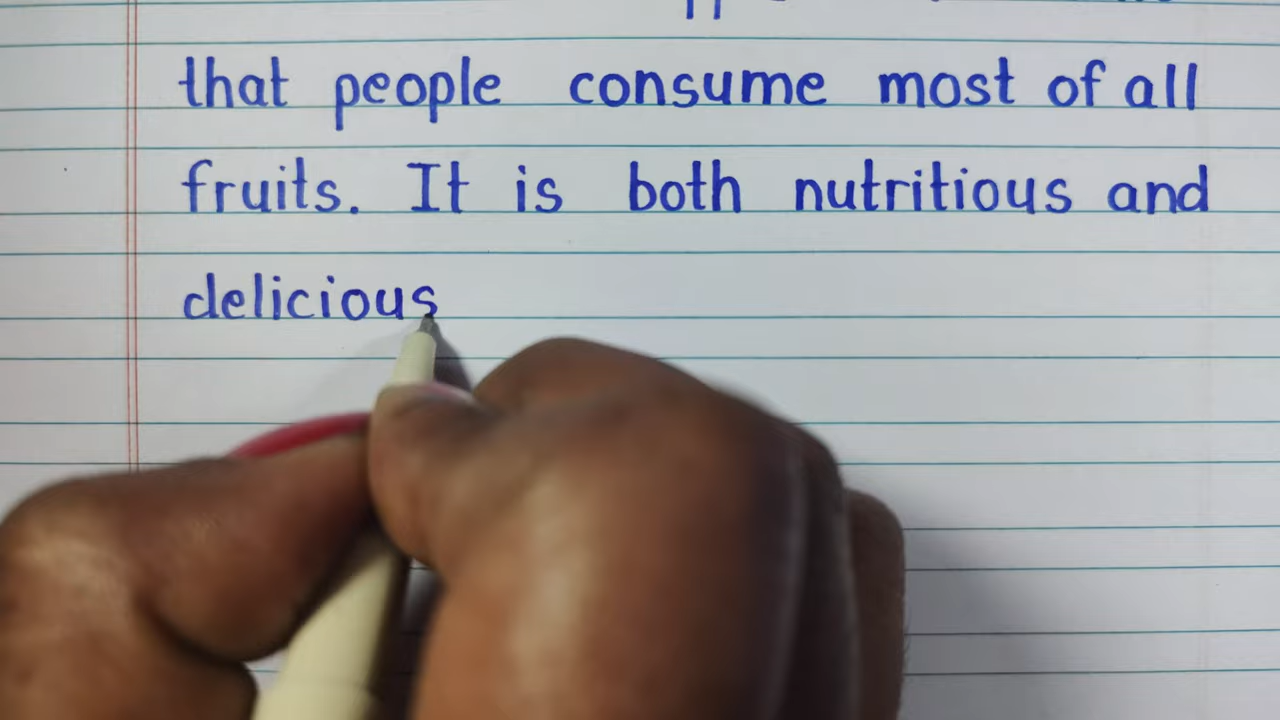 that people consume most of all
fruits. It is both nutritious and
delicious